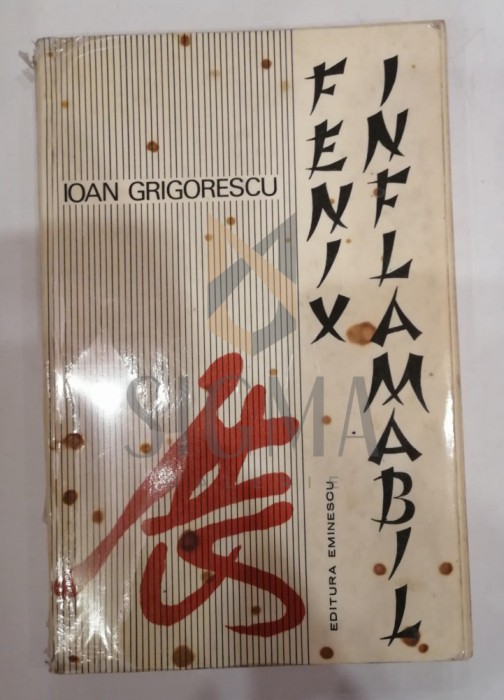 IOAN GRIGORESCU
FENIX
INFLAMABIL
EDITURA EMINESCU
SIGMA